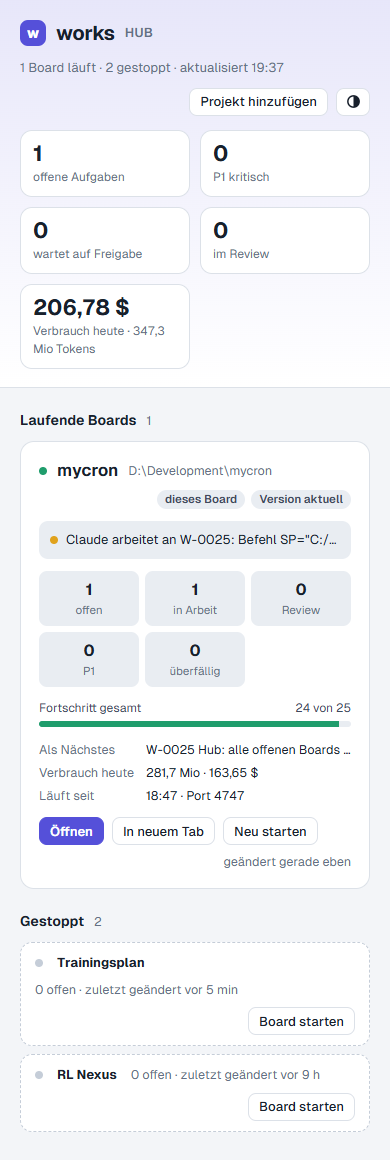 w works HUB
1 Board läuft · 2 gestoppt · aktualisiert 19:37
Projekt hinzufügen
1
offene Aufgaben
0
P1 kritisch
0
wartet auf Freigabe
0
im Review
206,78 $
Verbrauch heute · 347,3
Mio Tokens
Laufende Boards 1
mycron D:\Development\mycron
dieses Board Version aktuell
Claude arbeitet an W-0025: Befehl SP="C:/...
1
offen
1
in Arbeit
0
Review
0
P1
0
überfällig
Fortschritt gesamt 24 von 25
Als Nächstes W-0025 Hub: alle offenen Boards ...
Verbrauch heute 281,7 Mio · 163,65 $
Läuft seit 18:47 · Port 4747
Öffnen In neuem Tab Neu starten
geändert gerade eben
Gestoppt 2
Trainingsplan
0 offen · zuletzt geändert vor 5 min
Board starten
RL Nexus 0 offen · zuletzt geändert vor 9 h
Board starten